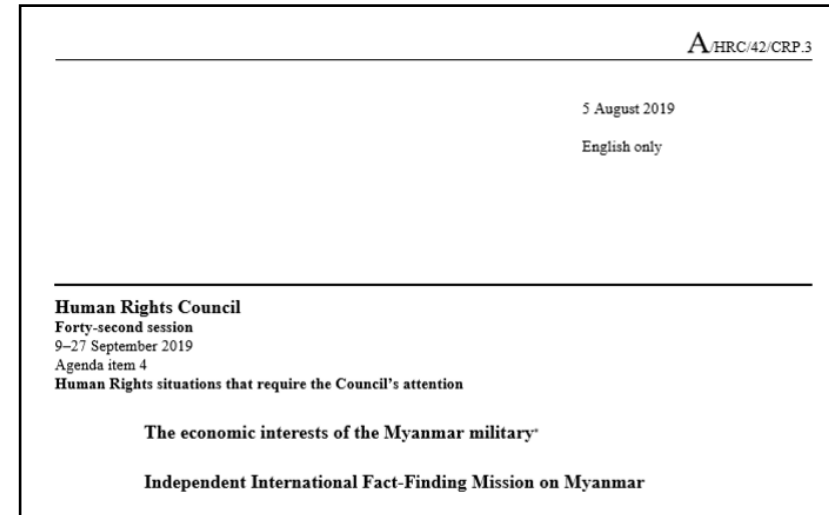 A/HRC/42/CRP.3
5 August 2019
English only
Human Rights Council
Forty-second session
9–27 September 2019
Agenda item 4
Human Rights situations that require the Council's attention
The economic interests of the Myanmar military*
Independent International Fact-Finding Mission on Myanmar